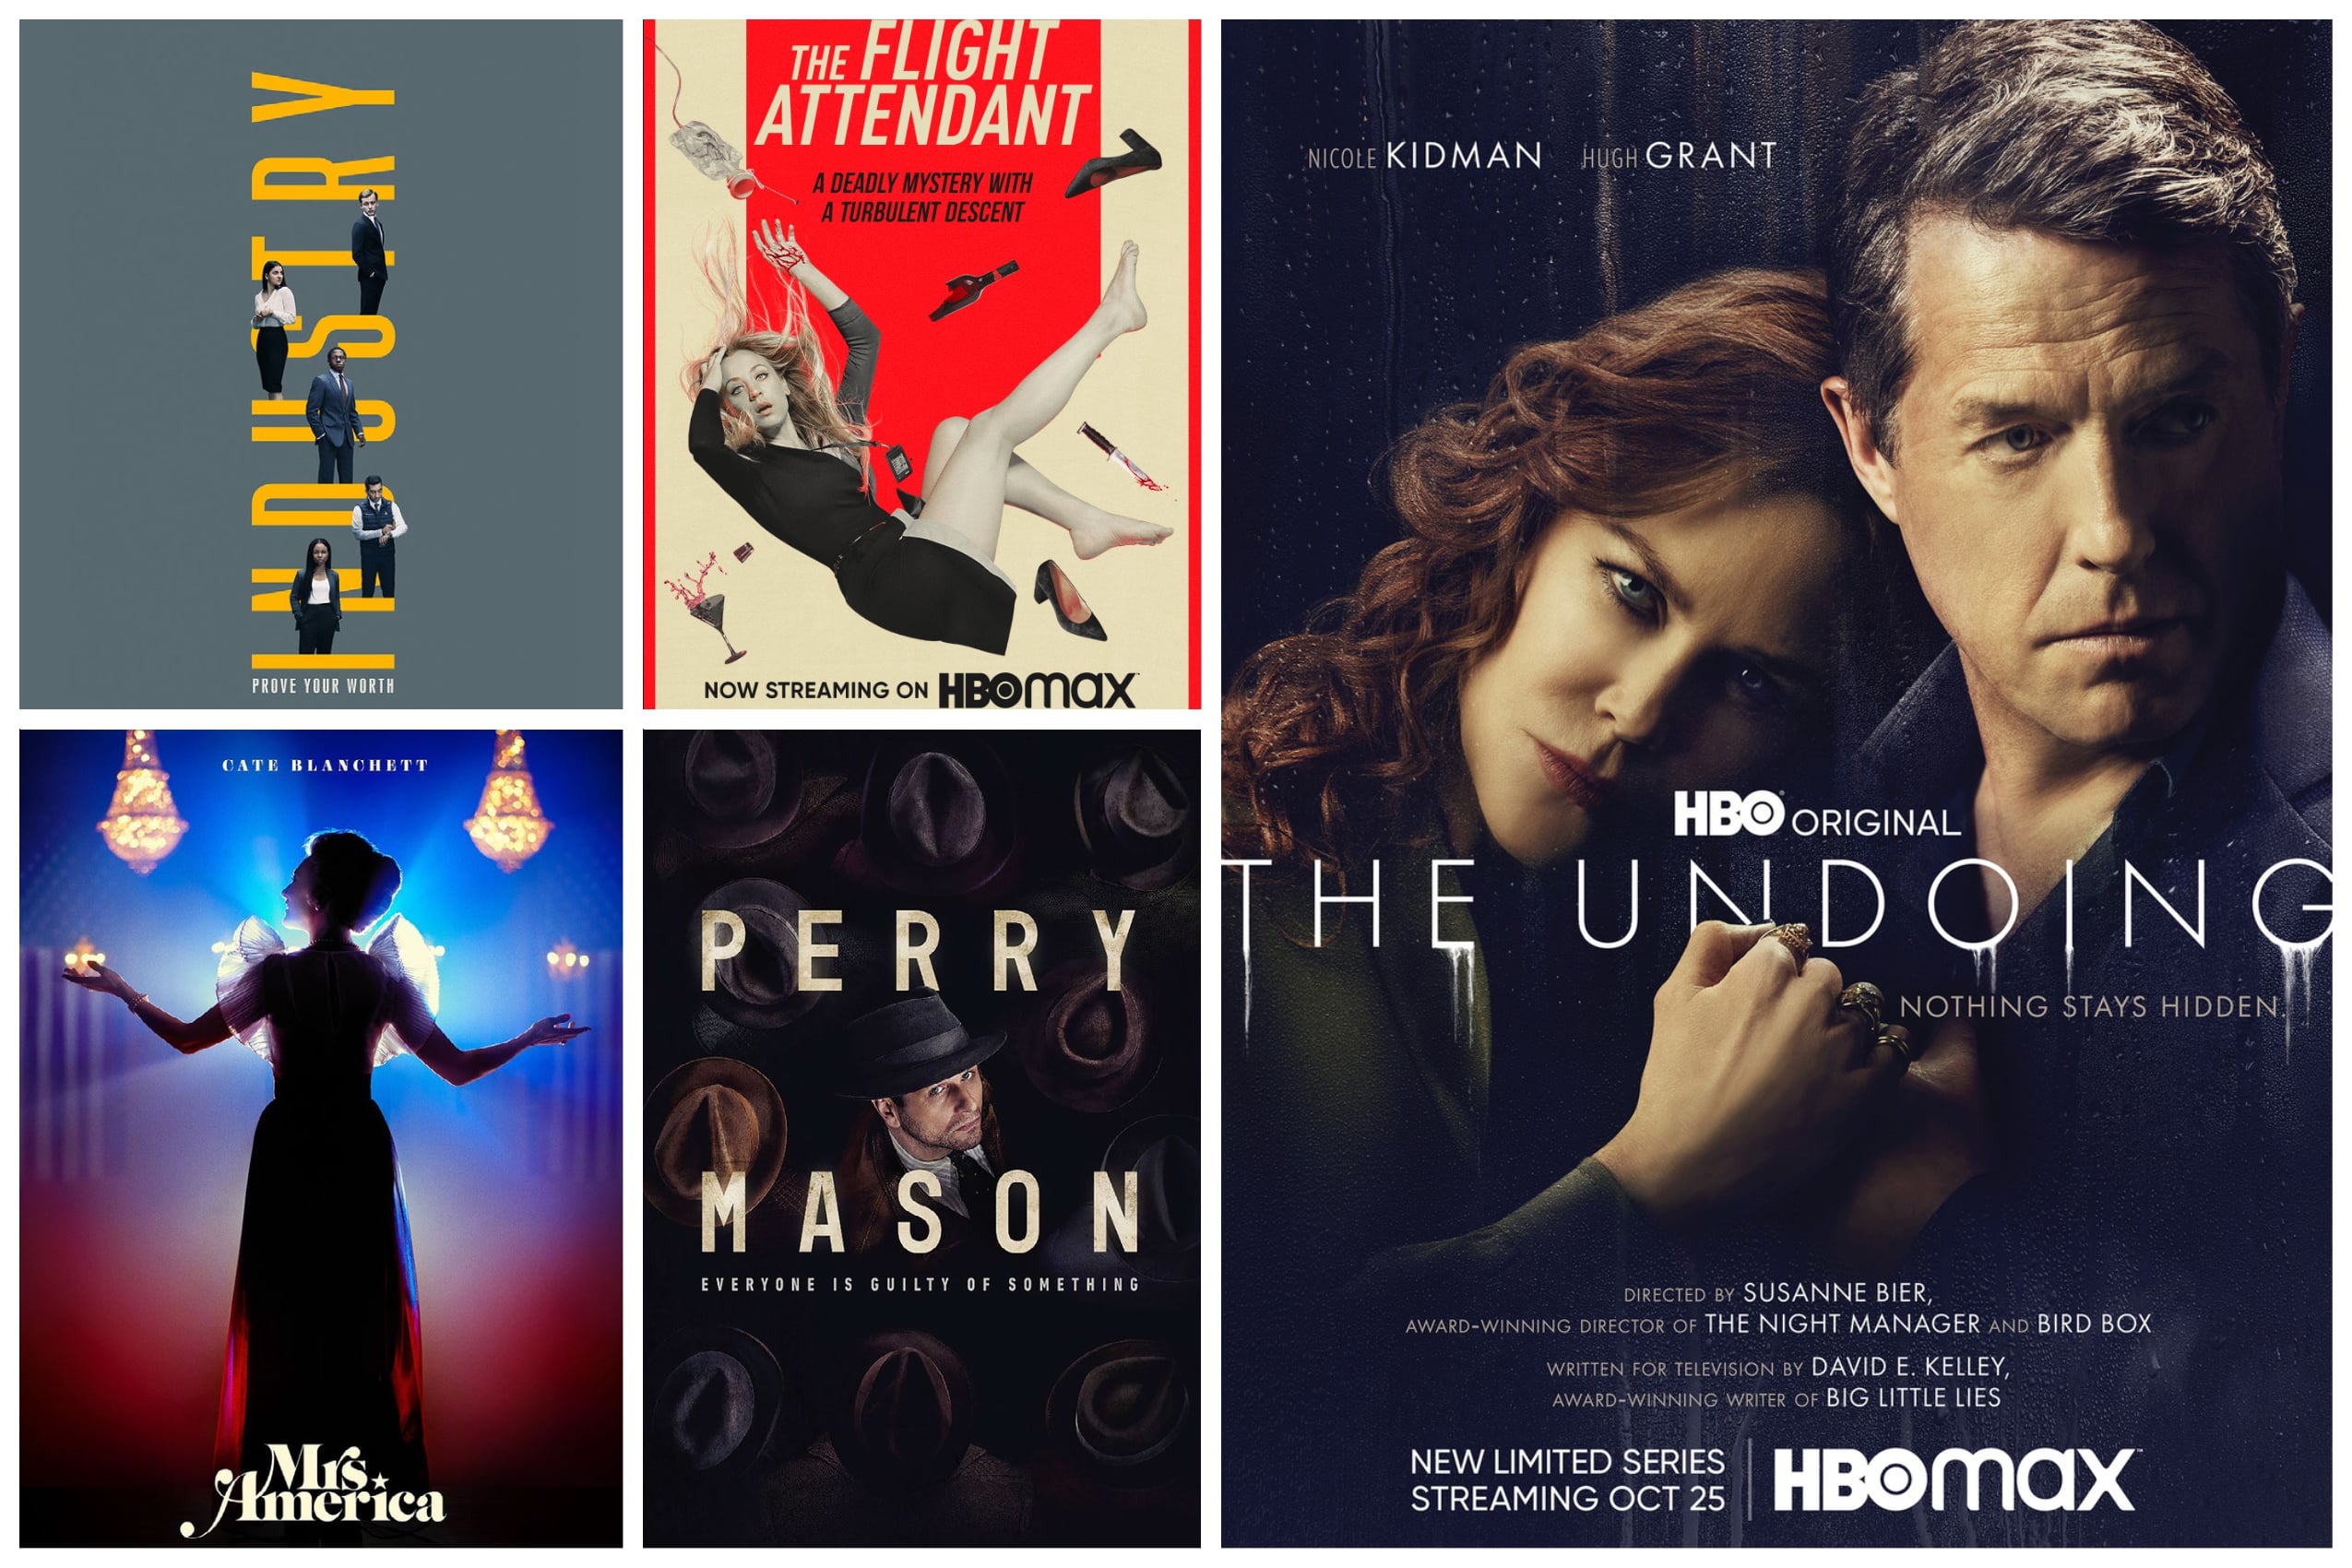 INDUSTRY
PROVE YOUR WORTH
THE FLIGHT
ATTENDANT
A DEADLY MYSTERY WITH
A TURBULENT DESCENT
NOW STREAMING ON HBOMAX
CATE BLANCHETT
Mrs.
America
PERRY
MASON
EVERYONE IS GUILTY OF SOMETHING
NICOLE KIDMAN HUGH GRANT
HBO ORIGINAL
THE UNDOING
NOTHING STAYS HIDDEN.
DIRECTED BY SUSANNE BIER,
AWARD-WINNING DIRECTOR OF THE NIGHT MANAGER AND BIRD BOX
WRITTEN FOR TELEVISION BY DAVID E. KELLEY,
AWARD-WINNING WRITER OF BIG LITTLE LIES
NEW LIMITED SERIES
STREAMING OCT 25
HBOMAX